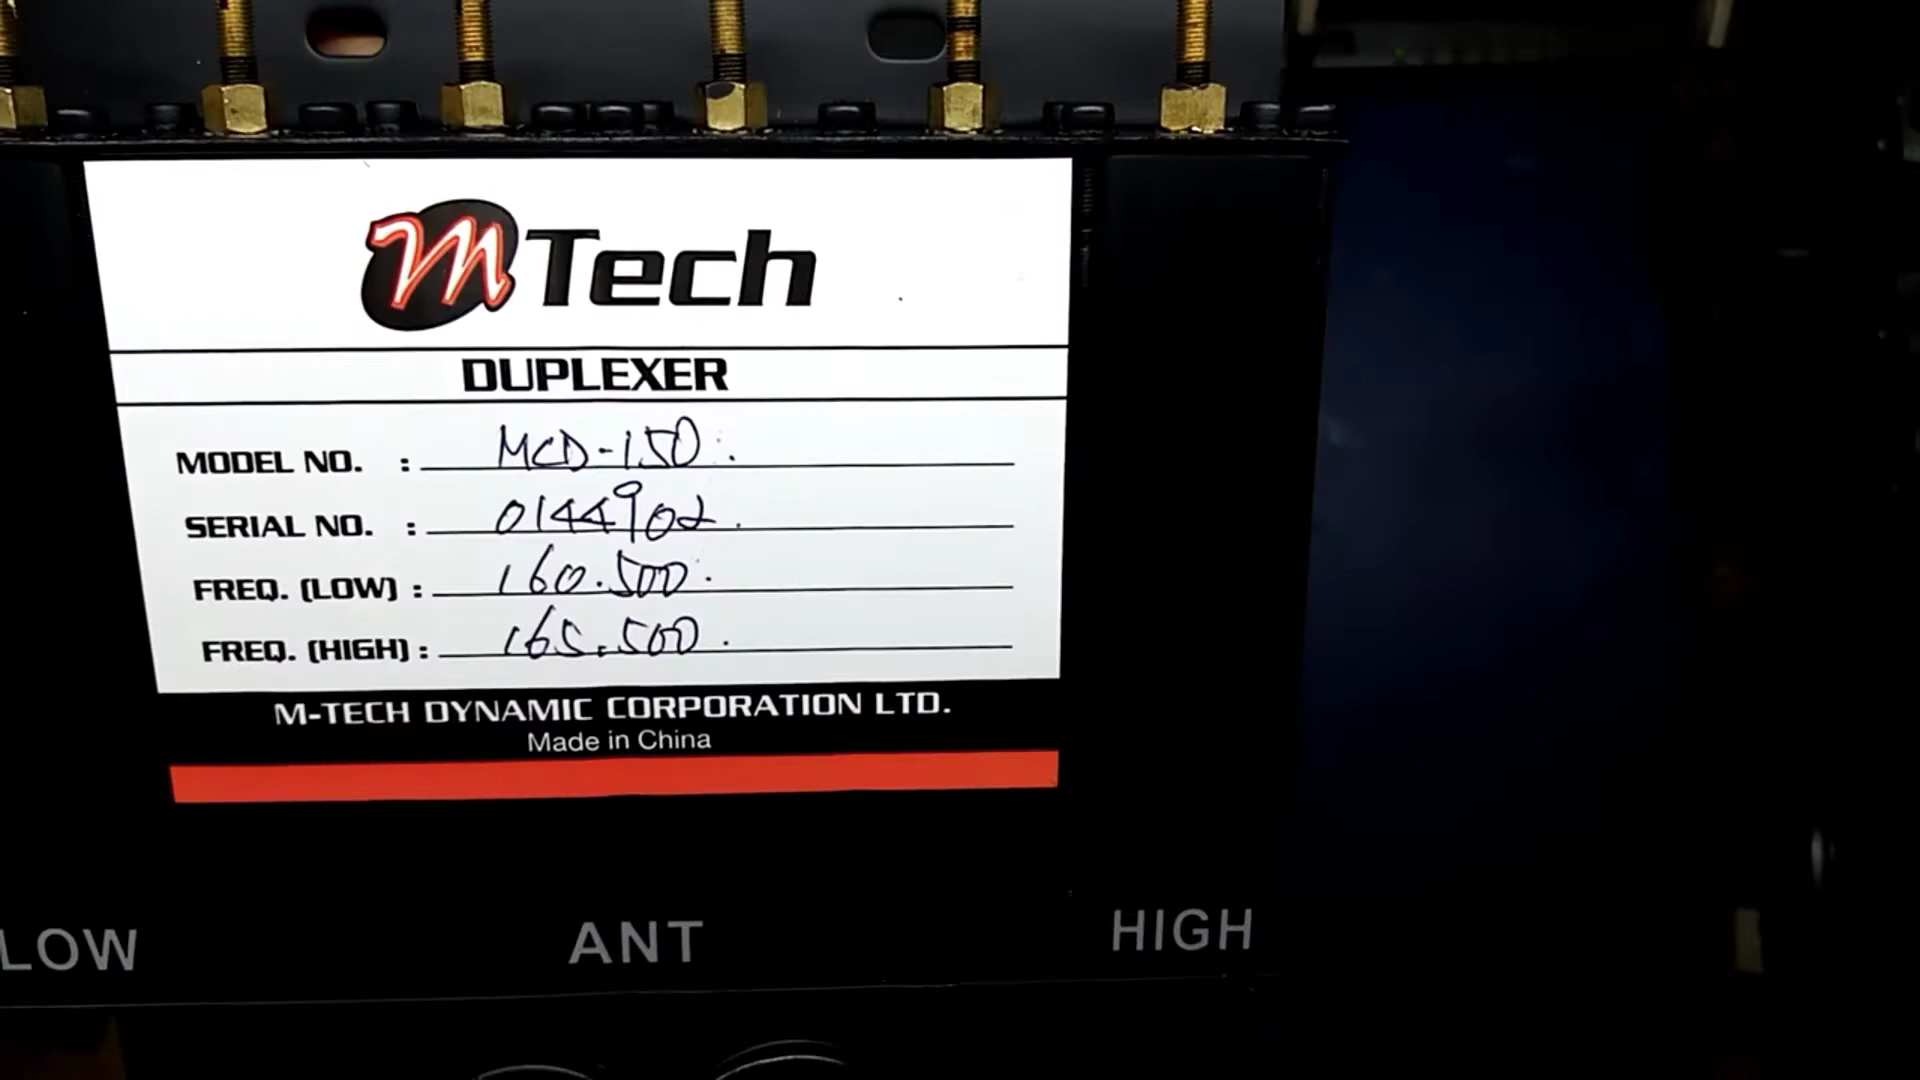 M Tech
DUPLEXER
MODEL NO. : MCD-150.
SERIAL NO. : 0144902.
FREQ. (LOW) : 160.500.
FREQ. (HIGH) : 165.500.
M-TECH DYNAMIC CORPORATION LTD.
Made in China
LOW ANT HIGH